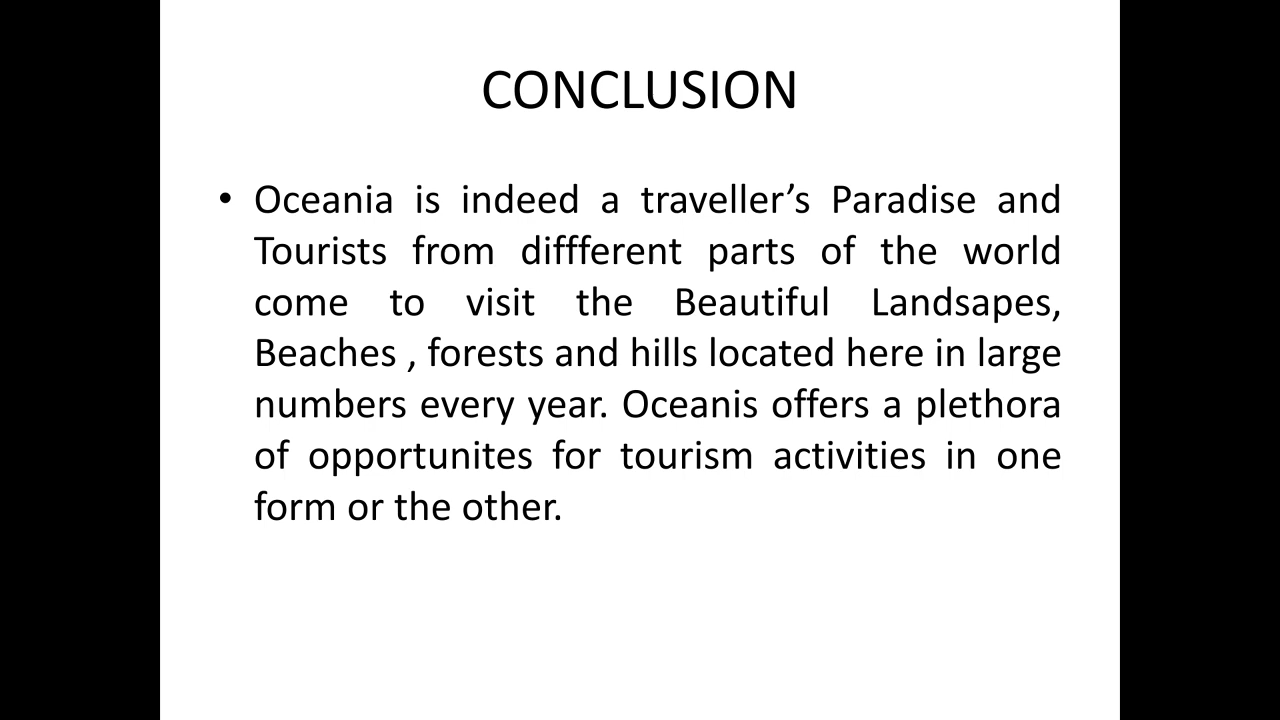 CONCLUSION
• Oceania is indeed a traveller’s Paradise and
Tourists from diffferent parts of the world
come to visit the Beautiful Landsapes,
Beaches , forests and hills located here in large
numbers every year. Oceanis offers a plethora
of opportunites for tourism activities in one
form or the other.